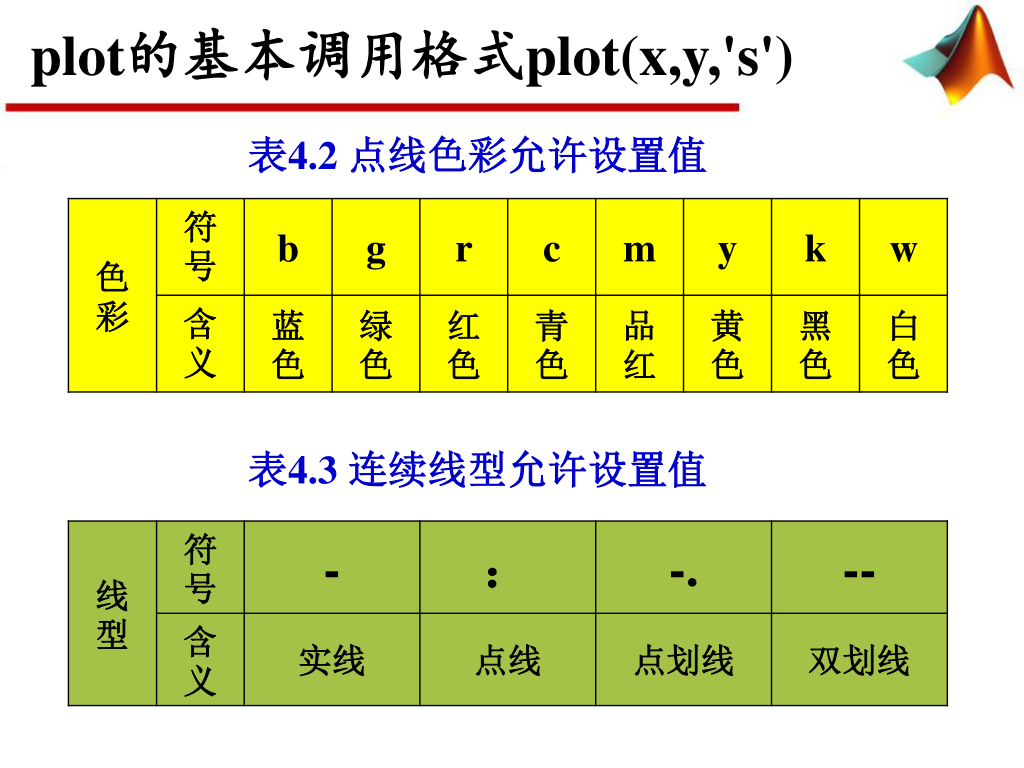 plot的基本调用格式plot(x,y,'s')
表4.2 点线色彩允许设置值
色彩 符号 b g r c m y k w
含义 蓝色 绿色 红色 青色 品红 黄色 黑色 白色
表4.3 连续线型允许设置值
线型 符号 - ： -. --
含义 实线 点线 点划线 双划线